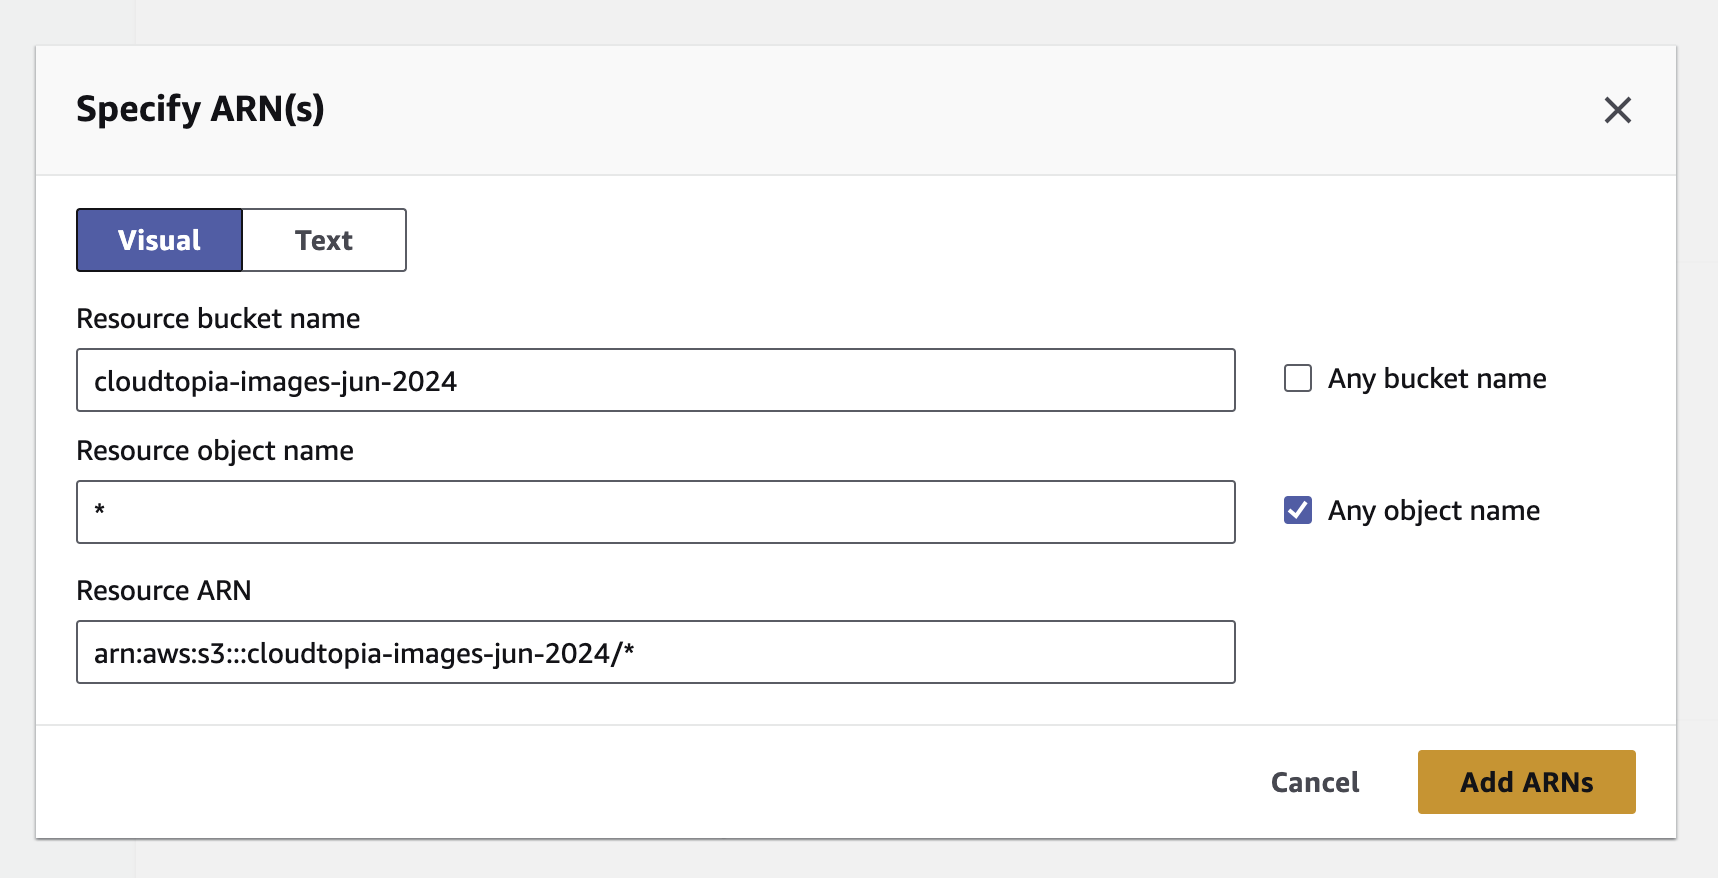 Specify ARN(s)
Visual Text
Resource bucket name
cloudtopia-images-jun-2024
Any bucket name
Resource object name
*
Any object name
Resource ARN
arn:aws:s3:::cloudtopia-images-jun-2024/*
Cancel Add ARNs